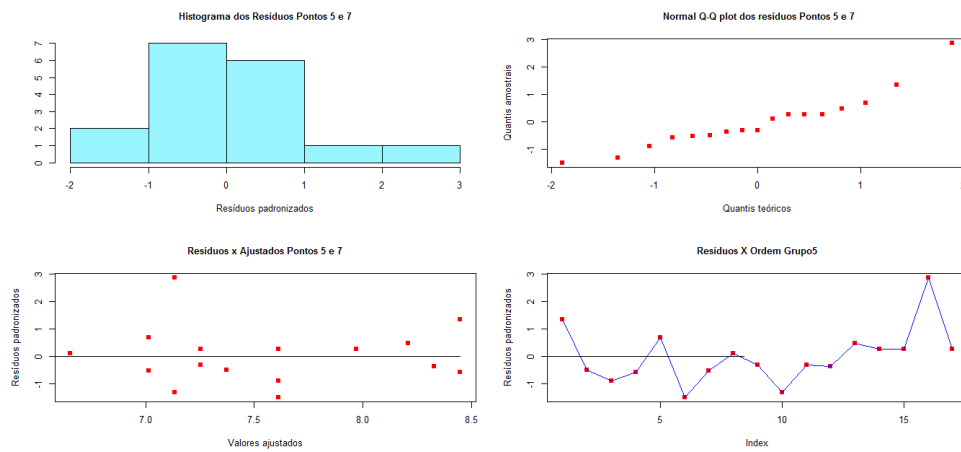 Histograma dos Resíduos Pontos 5 e 7
7
6
5
4
3
2
1
0
-2 -1 0 1 2 3
Resíduos padronizados
Normal Q-Q plot dos resíduos Pontos 5 e 7
Quantis amostrais
3
2
1
0
-1
-2 -1 0 1
Quantis teóricos
Resíduos x Ajustados Pontos 5 e 7
Resíduos padronizados
3
2
1
0
-1
7.0 7.5 8.0 8.5
Valores ajustados
Resíduos X Ordem Grupo5
Resíduos padronizados
3
2
1
0
-1
5 10 15
Index